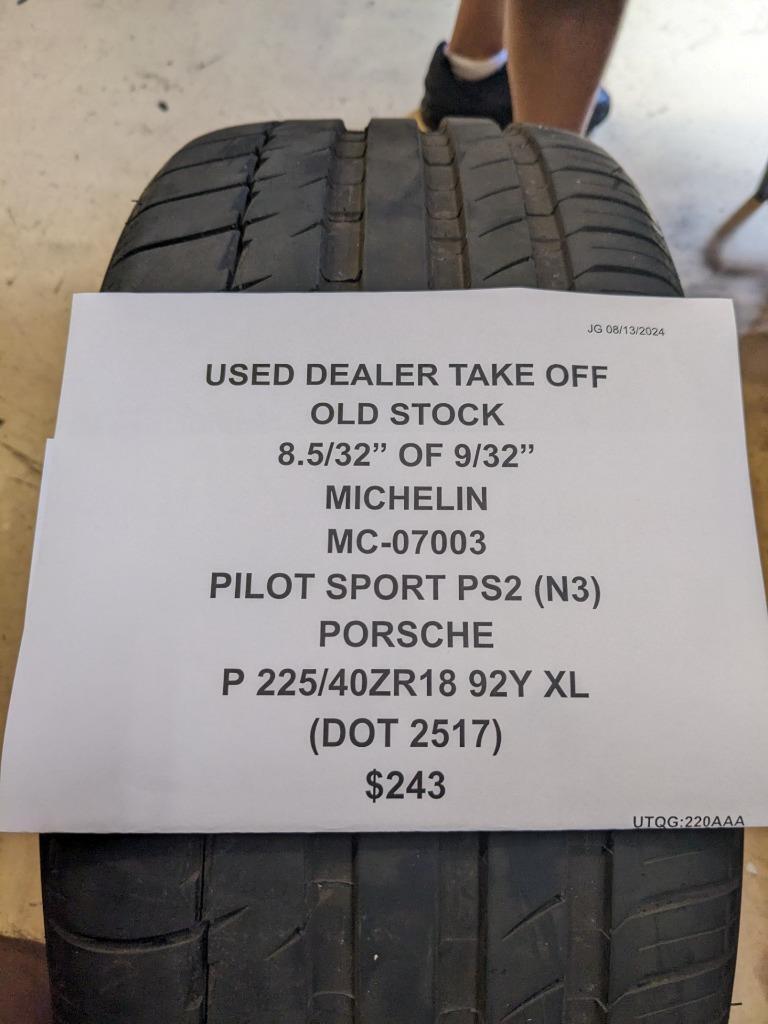 JG 08/13/2024
USED DEALER TAKE OFF
OLD STOCK
8.5/32” OF 9/32”
MICHELIN
MC-07003
PILOT SPORT PS2 (N3)
PORSCHE
P 225/40ZR18 92Y XL
(DOT 2517)
$243
UTQG:220AAA